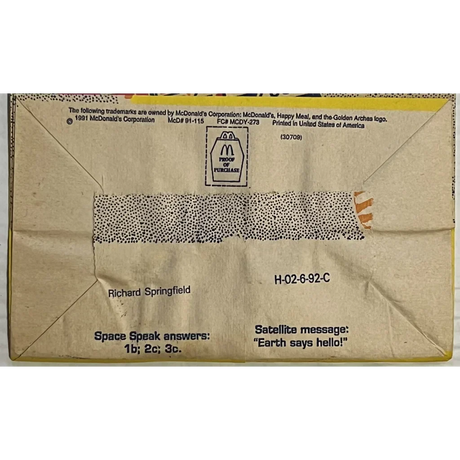 The following trademarks are owned by McDonald's Corporation: McDonald's, Happy Meal, and the Golden Arches logo.
© 1991 McDonald's Corporation McD# 91-115 FC# MCDY-273 Printed in United States of America
(30709)
PROOF
OF
PURCHASE
H-02-6-92-C
Richard Springfield
Space Speak answers:
1b; 2c; 3c.
Satellite message:
"Earth says hello!"